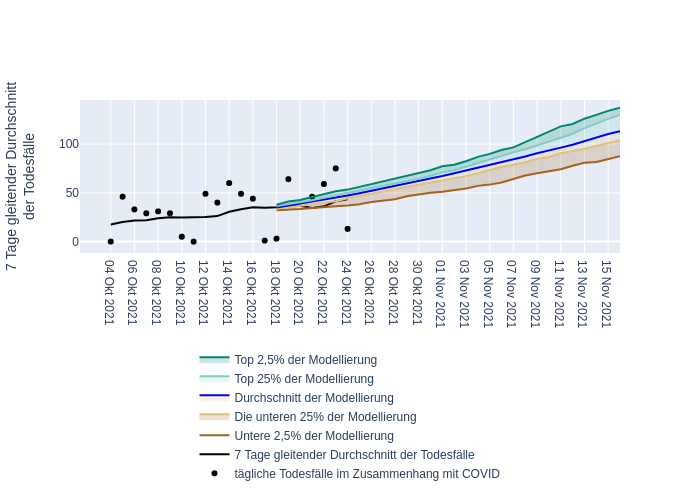 7 Tage gleitender Durchschnitt
der Todesfälle
100
50
0
04 Okt 2021
06 Okt 2021
08 Okt 2021
10 Okt 2021
12 Okt 2021
14 Okt 2021
16 Okt 2021
18 Okt 2021
20 Okt 2021
22 Okt 2021
24 Okt 2021
26 Okt 2021
28 Okt 2021
30 Okt 2021
01 Nov 2021
03 Nov 2021
05 Nov 2021
07 Nov 2021
09 Nov 2021
11 Nov 2021
13 Nov 2021
15 Nov 2021
Top 2,5% der Modellierung
Top 25% der Modellierung
Durchschnitt der Modellierung
Die unteren 25% der Modellierung
Untere 2,5% der Modellierung
7 Tage gleitender Durchschnitt der Todesfälle
tägliche Todesfälle im Zusammenhang mit COVID